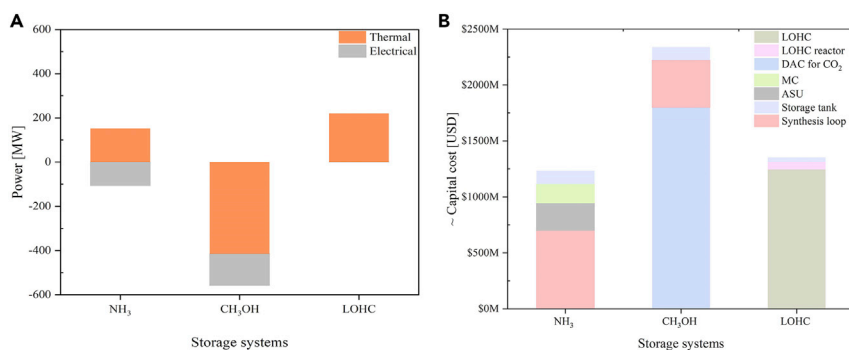 A
Power [MW]
600
400
200
0
-200
-400
-600
Thermal
Electrical
NH₃
CH₃OH
LOHC
Storage systems
B
~ Capital cost [USD]
$2500M
$2000M
$1500M
$1000M
$500M
$0M
LOHC
LOHC reactor
DAC for CO₂
MC
ASU
Storage tank
Synthesis loop
NH₃
CH₃OH
LOHC
Storage systems